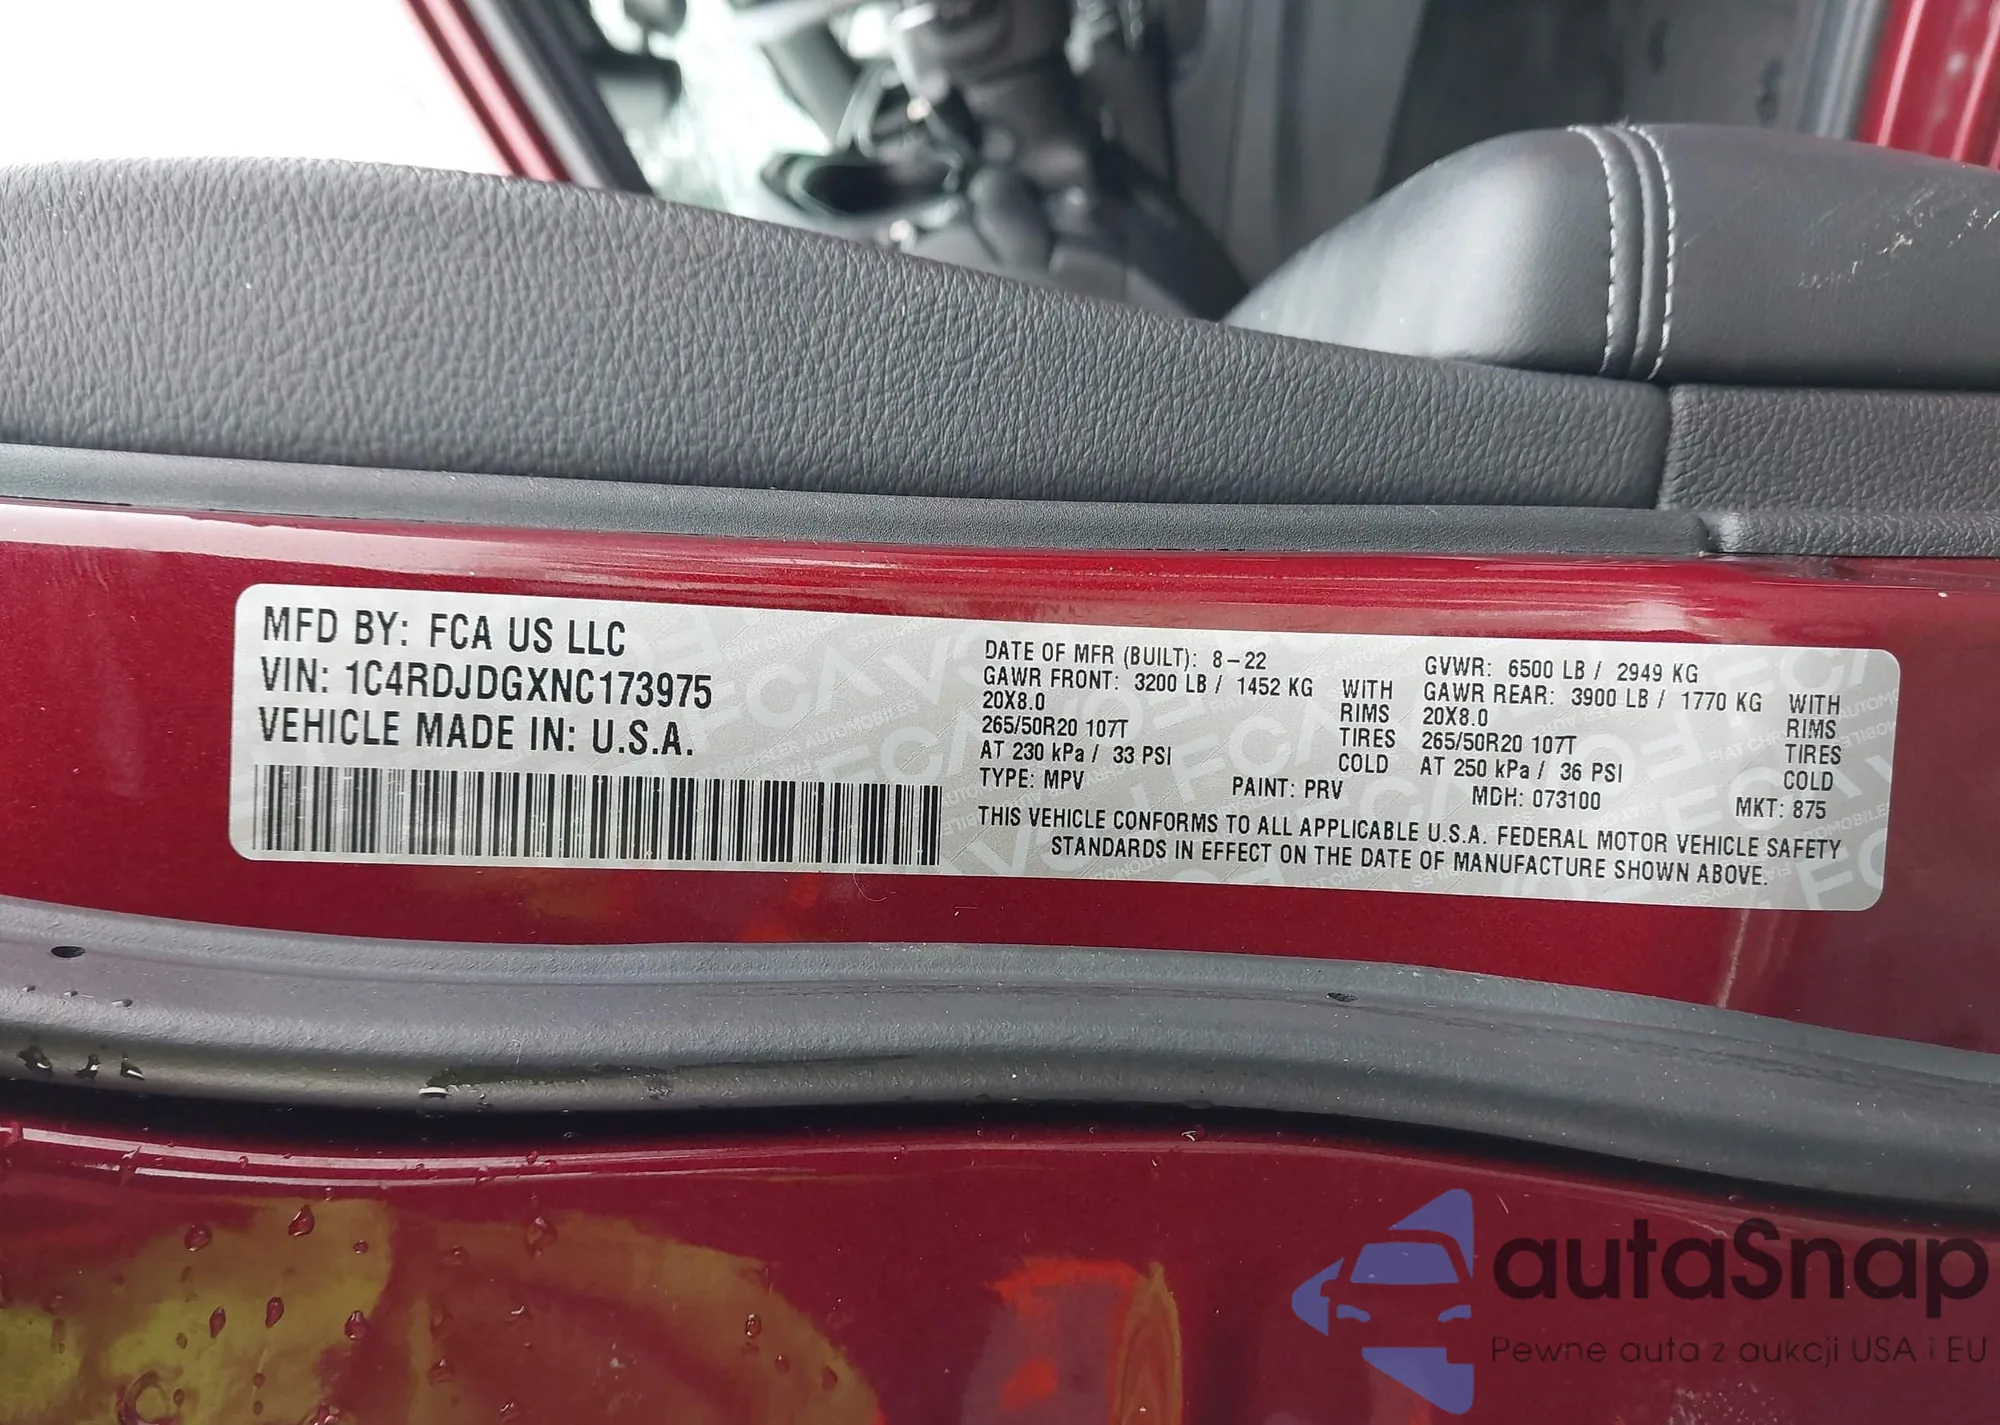 MFD BY: FCA US LLC
VIN: 1C4RDJDGXNC173975
VEHICLE MADE IN: U.S.A.
DATE OF MFR (BUILT): 8-22
GAWR FRONT: 3200 LB / 1452 KG WITH
20X8.0 RIMS
265/50R20 107T TIRES
AT 230 kPa / 33 PSI COLD
GVWR: 6500 LB / 2949 KG
GAWR REAR: 3900 LB / 1770 KG WITH
20X8.0 RIMS
265/50R20 107T TIRES
AT 250 kPa / 36 PSI COLD
TYPE: MPV PAINT: PRV MDH: 073100 MKT: 875
THIS VEHICLE CONFORMS TO ALL APPLICABLE U.S.A. FEDERAL MOTOR VEHICLE SAFETY
STANDARDS IN EFFECT ON THE DATE OF MANUFACTURE SHOWN ABOVE.
autaSnap
Pewne auta z aukcji USA i EU